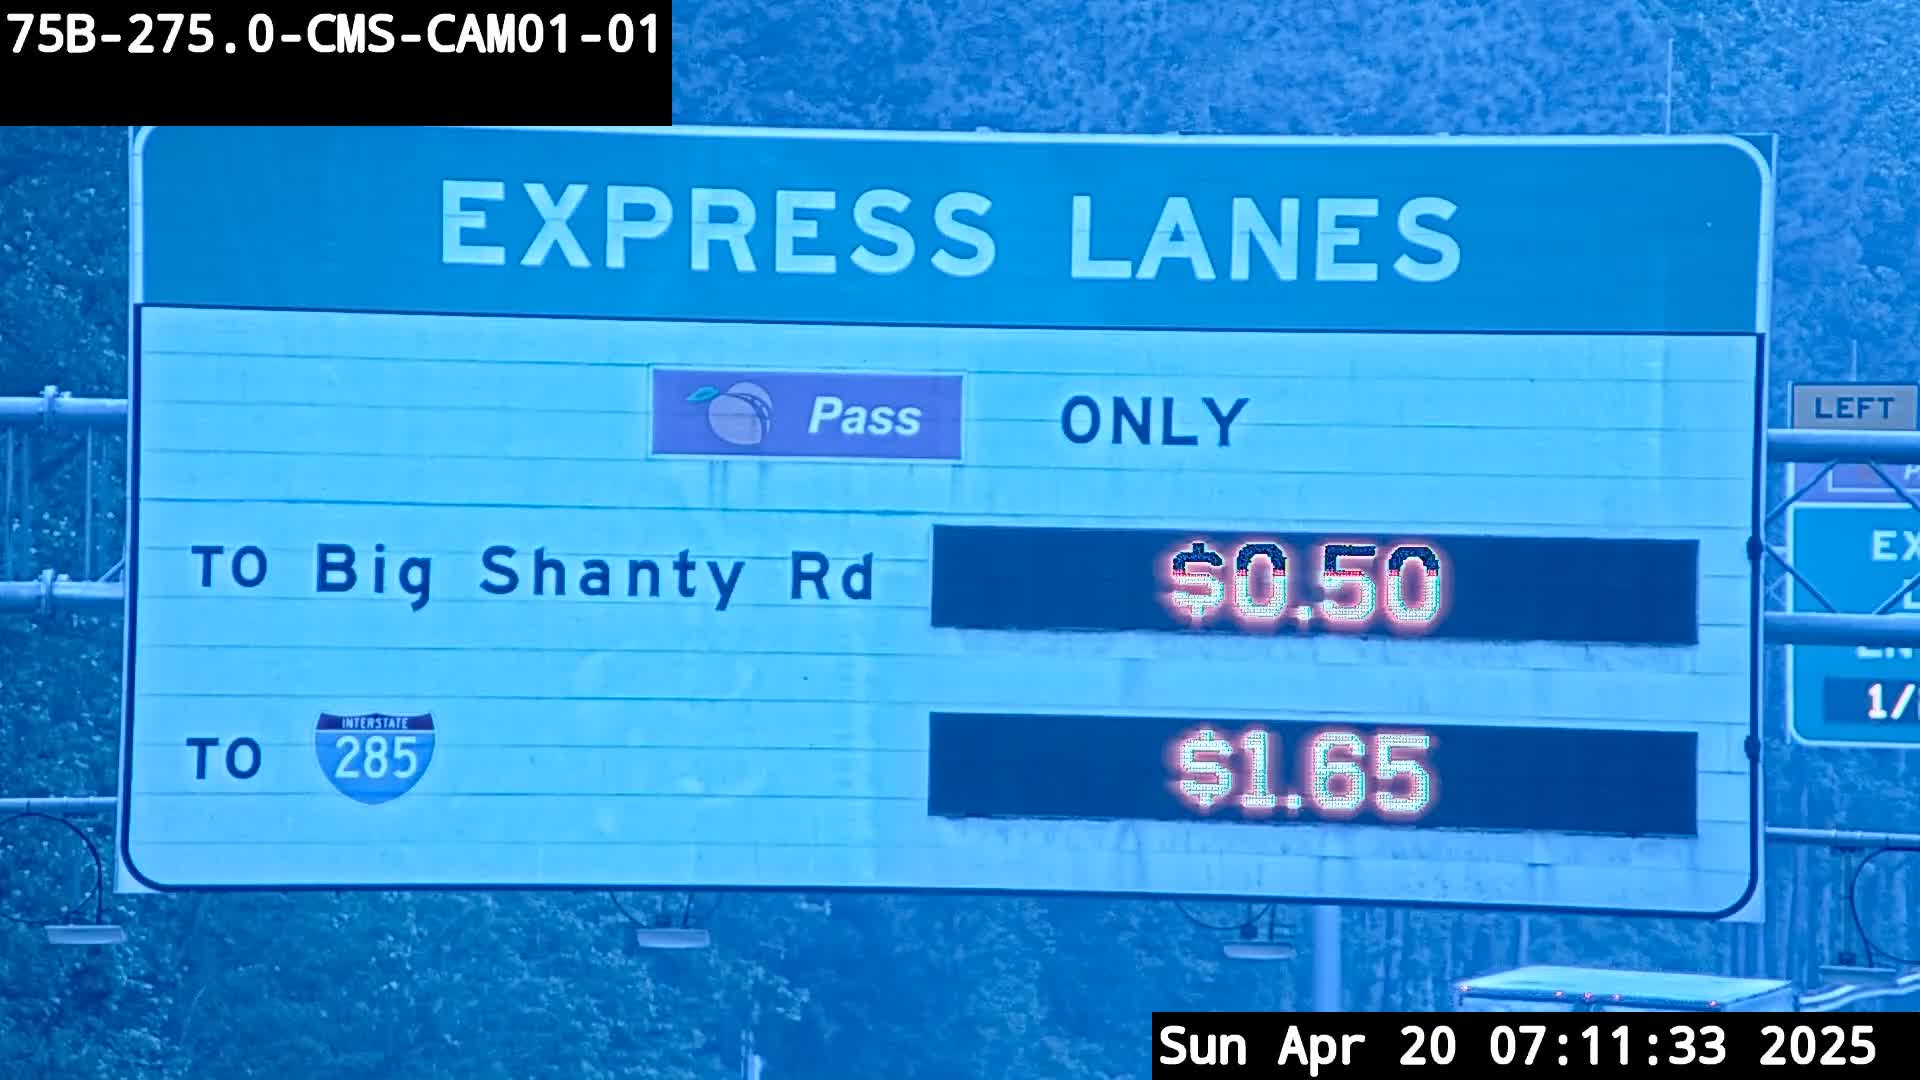 75B-275.0-CMS-CAM01-01
EXPRESS LANES
Pass ONLY
TO Big Shanty Rd $0.50
TO INTERSTATE 285 $1.65
LEFT
Sun Apr 20 07:11:33 2025